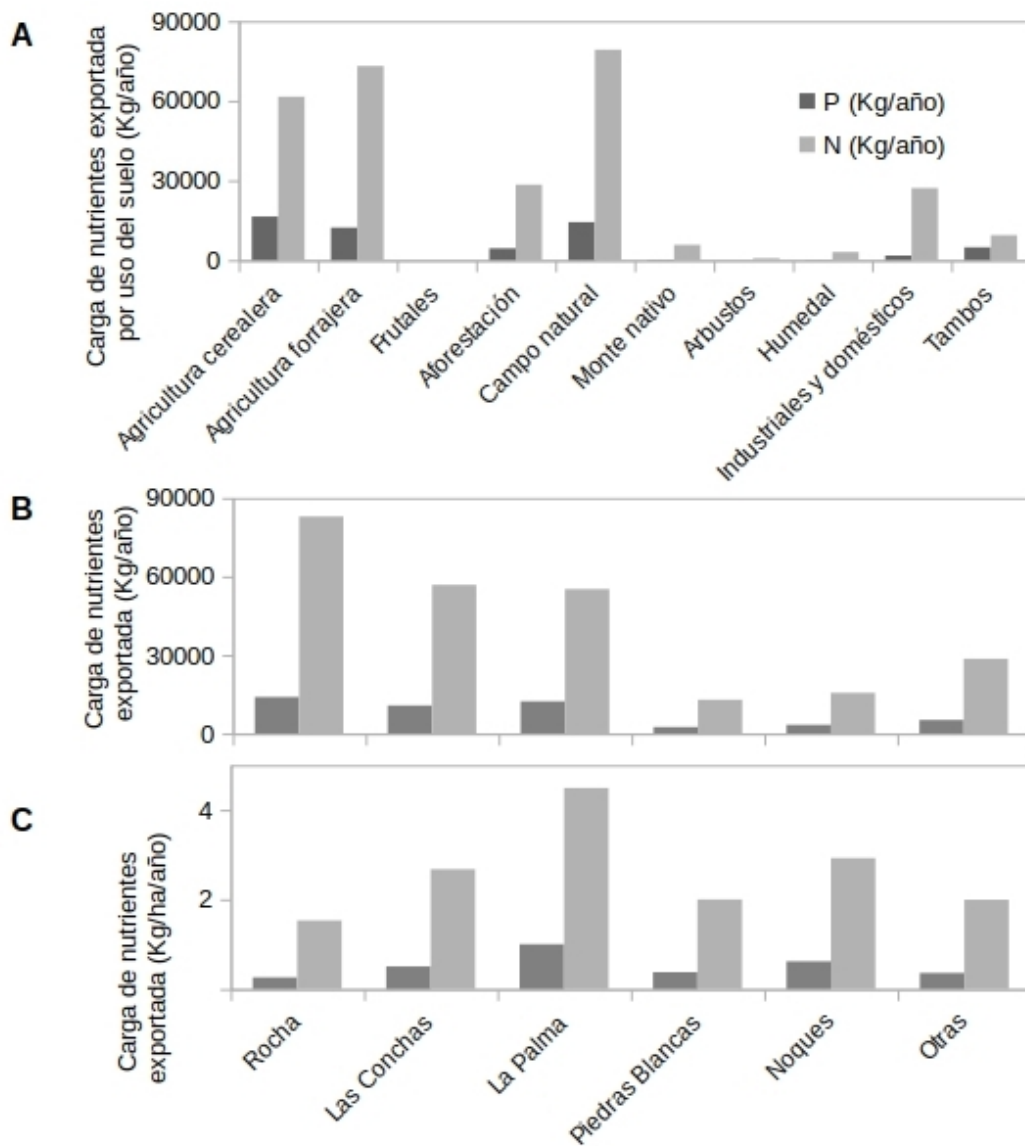 A
Carga de nutrientes exportada
por uso del suelo (Kg/año)
90000
60000
30000
0
P (Kg/año)
N (Kg/año)
Agricultura cerealera
Agricultura forrajera
Frutales
Aforestación
Campo natural
Monte nativo
Arbustos
Humedal
Industriales y domésticos
Tambos
B
Carga de nutrientes
exportada (Kg/año)
90000
60000
30000
0
C
Carga de nutrientes
exportada (Kg/ha/año)
4
2
Rocha
Las Conchas
La Palma
Piedras Blancas
Noques
Otras